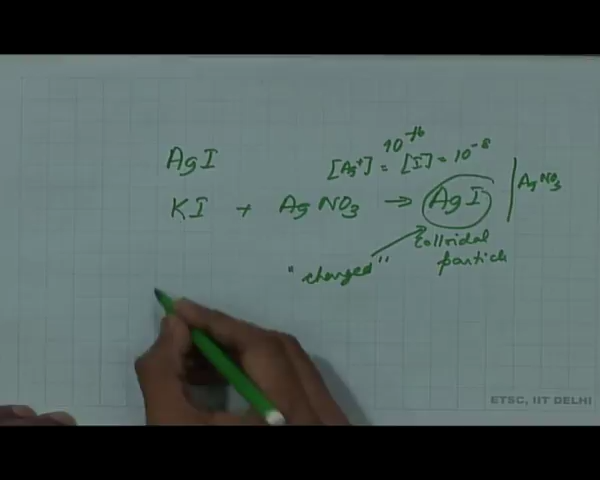 10⁻¹⁶
AgI [Ag⁺] = [I] = 10⁻⁸
KI + AgNO₃ → AgI | AgNO₃
colloidal
"charged" particle
ETSC, IIT DELHI